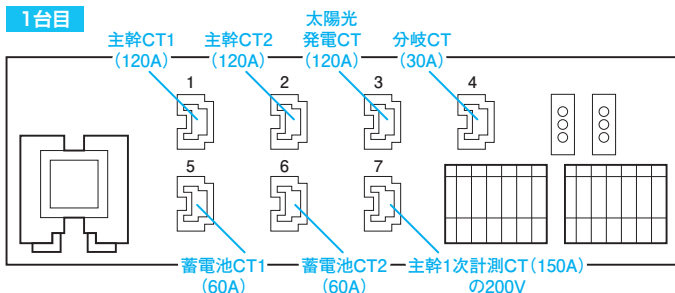 1台目
主幹CT1
(120A)
主幹CT2
(120A)
太陽光
発電CT
(120A)
分岐CT
(30A)
1
2
3
4
5
6
7
蓄電池CT1
(60A)
蓄電池CT2
(60A)
主幹1次計測CT(150A)
の200V